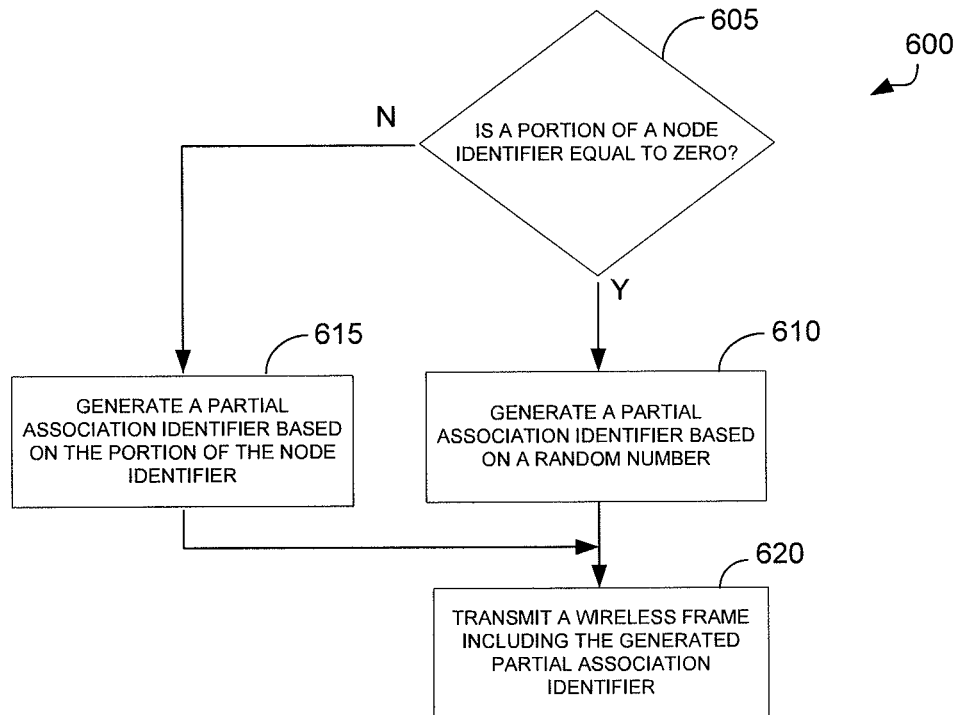 605
600
IS A PORTION OF A NODE
IDENTIFIER EQUAL TO ZERO?
N
Y
615
610
GENERATE A PARTIAL
ASSOCIATION IDENTIFIER BASED
ON THE PORTION OF THE NODE
IDENTIFIER
GENERATE A PARTIAL
ASSOCIATION IDENTIFIER BASED
ON A RANDOM NUMBER
620
TRANSMIT A WIRELESS FRAME
INCLUDING THE GENERATED
PARTIAL ASSOCIATION
IDENTIFIER